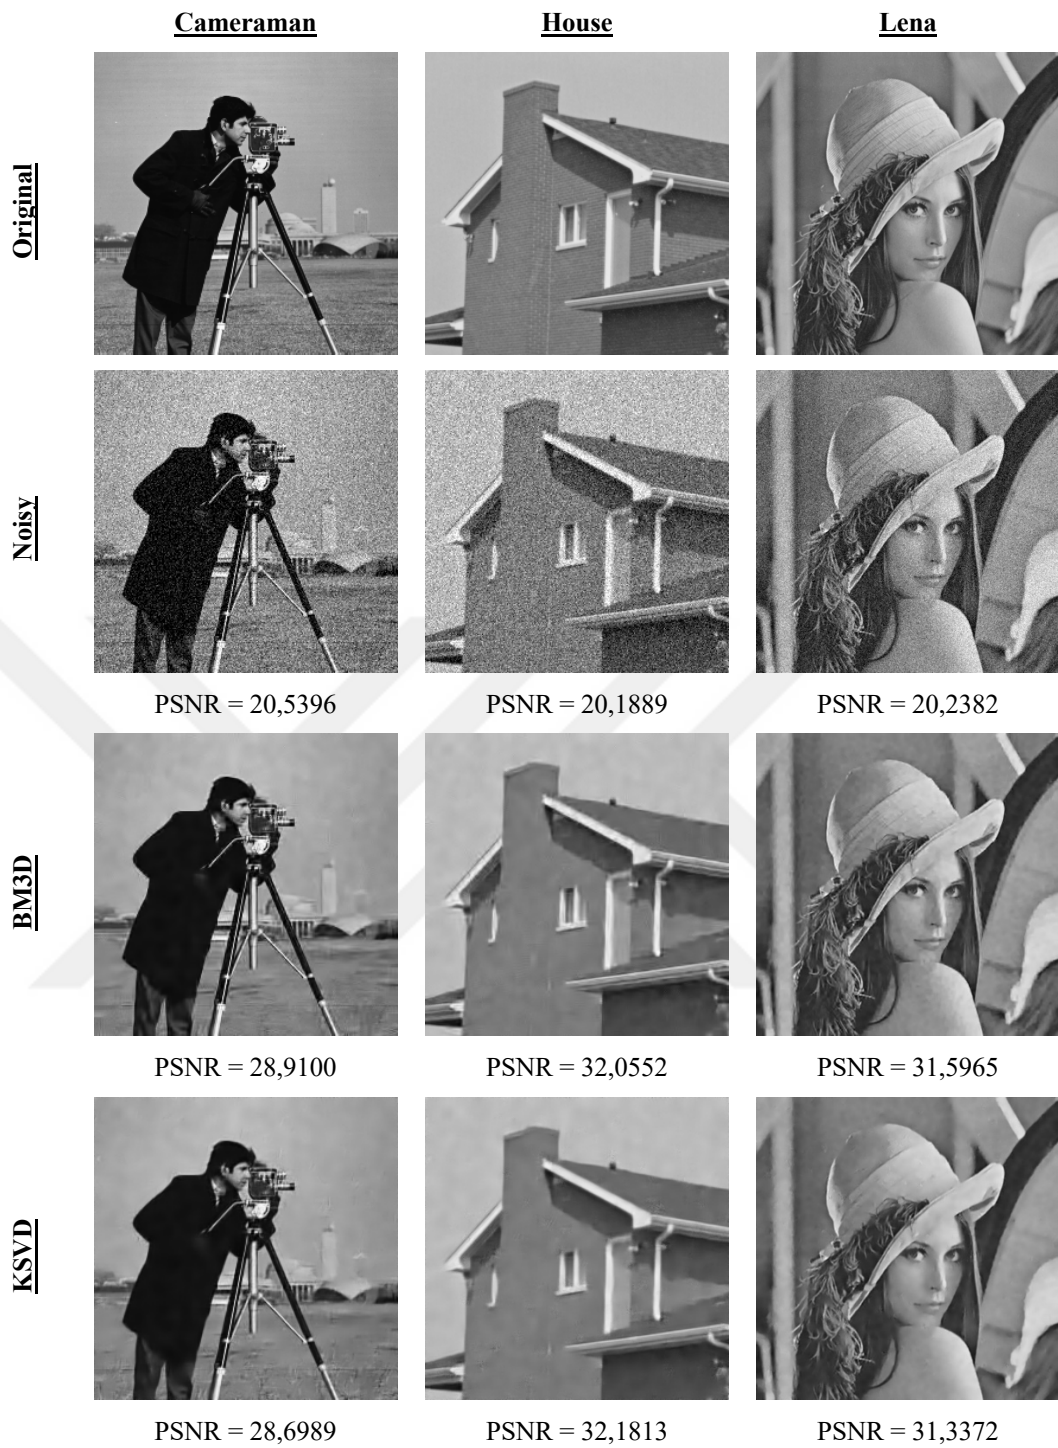 Cameraman House Lena
Original
Noisy
PSNR = 20,5396 PSNR = 20,1889 PSNR = 20,2382
BM3D
PSNR = 28,9100 PSNR = 32,0552 PSNR = 31,5965
KSVD
PSNR = 28,6989 PSNR = 32,1813 PSNR = 31,3372